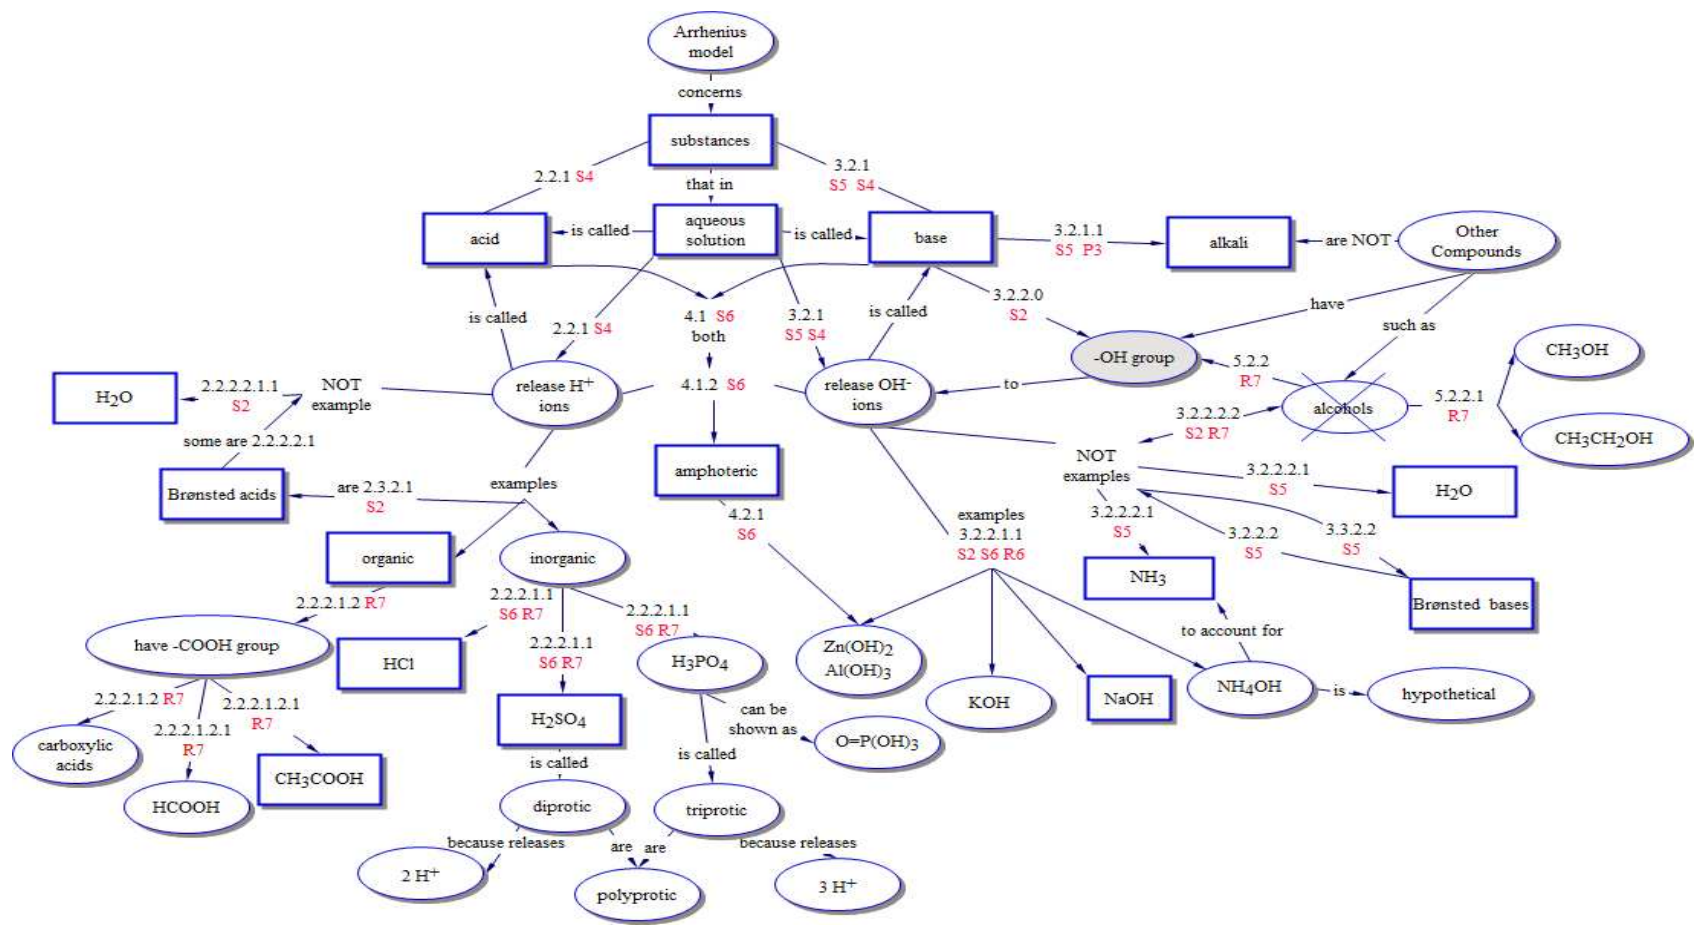 Arrhenius
model
concerns
substances
2.2.1 S4
that in
3.2.1
S5 S4
acid
is called
aqueous
solution
is called
base
3.2.1.1
S5 P3
alkali
are NOT
Other
Compounds
is called
2.2.1 S4
4.1 S6
both
3.2.1
S5 S4
is called
3.2.2.0
S2
have
such as
-OH group
5.2.2
R7
CH3OH
H2O
2.2.2.2.1.1
S2
NOT
example
release H+
ions
4.1.2 S6
release OH-
ions
to
alcohols
5.2.2.1
R7
CH3CH2OH
3.2.2.2.2
S2 R7
some are 2.2.2.2.1
Brønsted acids
are 2.3.2.1
S2
examples
amphoteric
NOT
examples
3.2.2.2.1
S5
H2O
organic
inorganic
4.2.1
S6
examples
3.2.2.1.1
S2 S6 R6
3.2.2.2.1
S5
3.2.2.2
S5
3.3.2.2
S5
NH3
Brønsted bases
2.2.2.1.2 R7
2.2.2.1.1
S6 R7
2.2.2.1.1
S6 R7
2.2.2.1.1
S6 R7
have -COOH group
HCl
H3PO4
Zn(OH)2
Al(OH)3
to account for
KOH
NaOH
NH4OH
is
hypothetical
2.2.2.1.2 R7
2.2.2.1.2.1
R7
2.2.2.1.2.1
R7
H2SO4
can be
shown as
O=P(OH)3
carboxylic
acids
HCOOH
CH3COOH
is called
is called
diprotic
triprotic
because releases
are
are
because releases
2 H+
polyprotic
3 H+